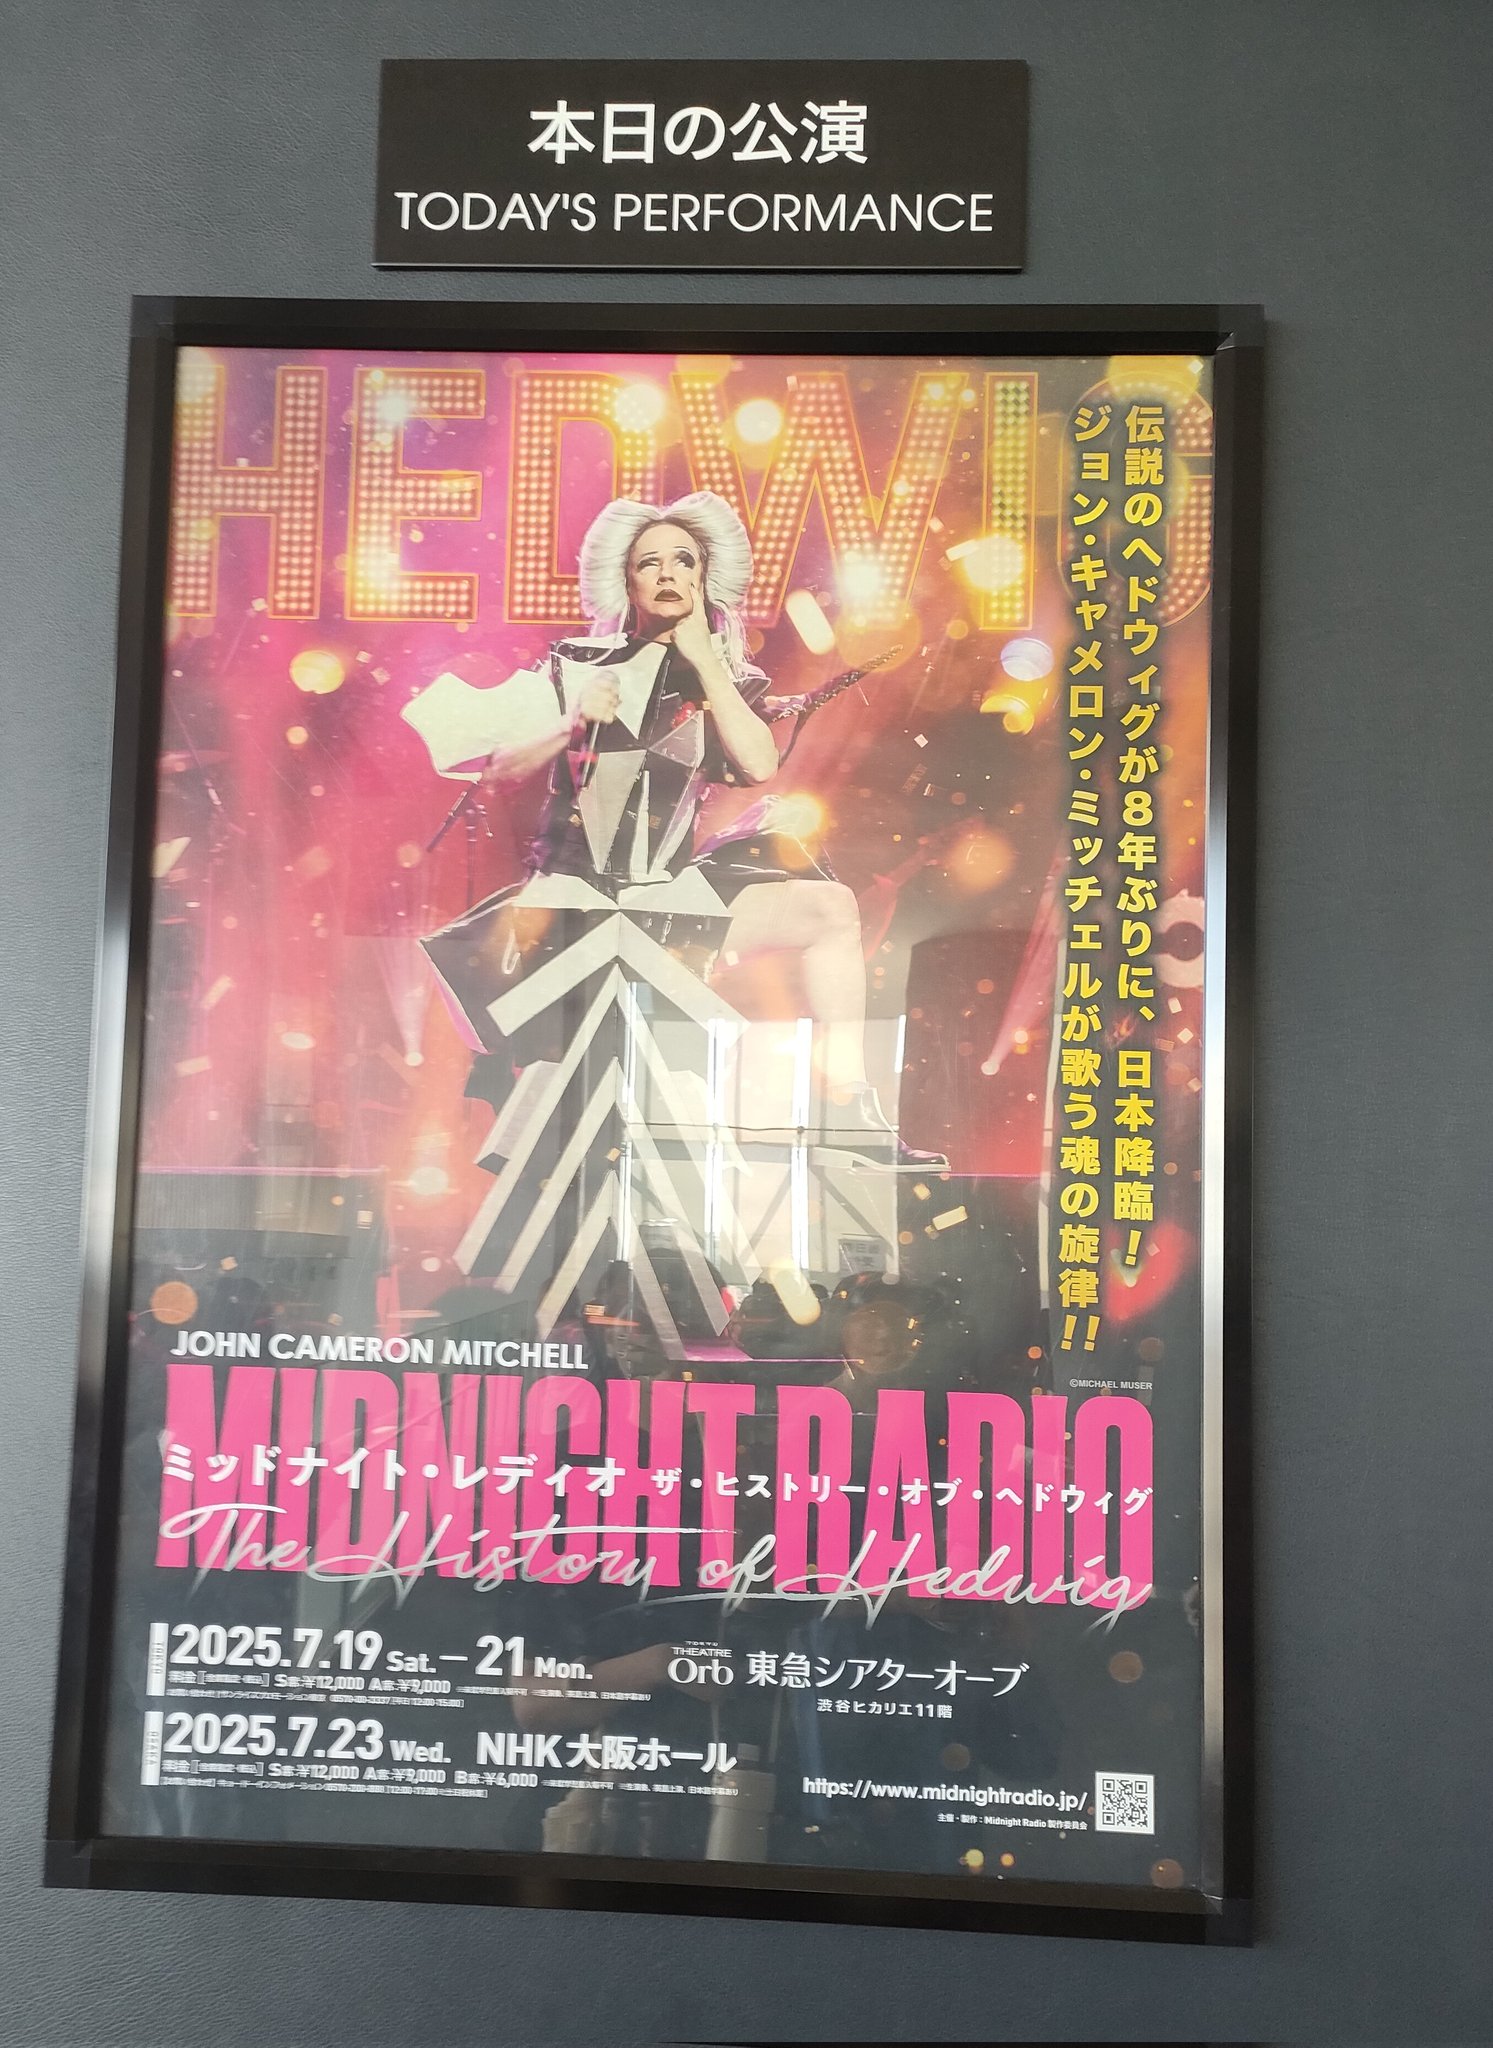 本日の公演
TODAY'S PERFORMANCE
HEDWIG
伝説のヘドウィグが8年ぶりに、日本降臨！
ジョン・キャメロン・ミッチェルが歌う魂の旋律!!
©MICHAEL MUSER
JOHN CAMERON MITCHELL
MIDNIGHT RADIO
ミッドナイト・レディオ ザ・ヒストリー・オブ・ヘドウィグ
The History of Hedwig
2025.7.19 Sat.－21 Mon.
S席:¥12,000 A席:¥9,000
THEATRE Orb 東急シアターオーブ
渋谷ヒカリエ11階
2025.7.23 Wed. NHK大阪ホール
S席:¥12,000 A席:¥9,000 B席:¥6,000
https://www.midnightradio.jp/
主催・製作：Midnight Radio 製作委員会